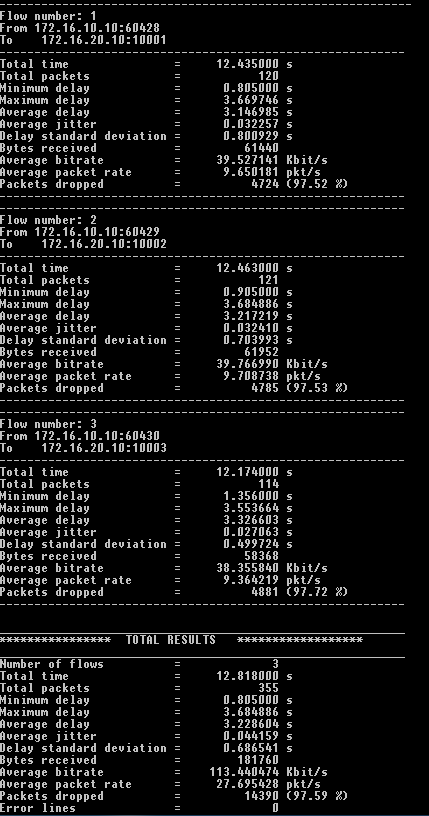 Flow number: 1
From 172.16.10.10:60428
To    172.16.20.10:10001
Total time               =     12.435000 s
Total packets            =           120
Minimum delay            =      0.805000 s
Maximum delay            =      3.669746 s
Average delay            =      3.146985 s
Average jitter           =      0.032257 s
Delay standard deviation =      0.800929 s
Bytes received           =         61440
Average bitrate          =     39.527141 Kbit/s
Average packet rate      =      9.650181 pkt/s
Packets dropped          =          4724 (97.52 %)
Flow number: 2
From 172.16.10.10:60429
To    172.16.20.10:10002
Total time               =     12.463000 s
Total packets            =           121
Minimum delay            =      0.905000 s
Maximum delay            =      3.684886 s
Average delay            =      3.217219 s
Average jitter           =      0.032410 s
Delay standard deviation =      0.703993 s
Bytes received           =         61952
Average bitrate          =     39.766990 Kbit/s
Average packet rate      =      9.708738 pkt/s
Packets dropped          =          4785 (97.53 %)
Flow number: 3
From 172.16.10.10:60430
To    172.16.20.10:10003
Total time               =     12.174000 s
Total packets            =           114
Minimum delay            =      1.356000 s
Maximum delay            =      3.553664 s
Average delay            =      3.326603 s
Average jitter           =      0.027063 s
Delay standard deviation =      0.499724 s
Bytes received           =         58368
Average bitrate          =     38.355840 Kbit/s
Average packet rate      =      9.364219 pkt/s
Packets dropped          =          4881 (97.72 %)
****************  TOTAL RESULTS   ******************
Number of flows          =             3
Total time               =     12.818000 s
Total packets            =           355
Minimum delay            =      0.805000 s
Maximum delay            =      3.684886 s
Average delay            =      3.228604 s
Average jitter           =      0.044159 s
Delay standard deviation =      0.686541 s
Bytes received           =        181760
Average bitrate          =    113.440474 Kbit/s
Average packet rate      =     27.695428 pkt/s
Packets dropped          =         14390 (97.59 %)
Error lines              =             0